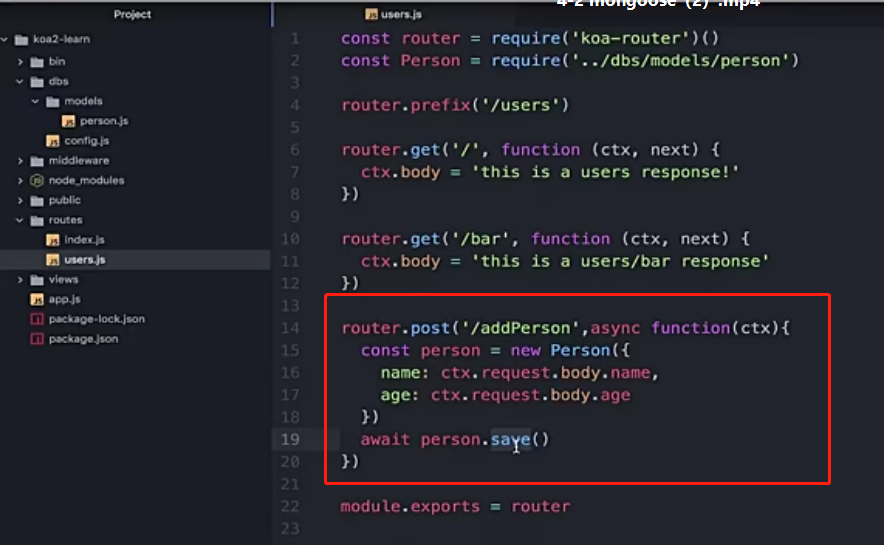 4-2 mongoose (2) .mp4
Project
users.js
koa2-learn
bin
dbs
models
person.js
config.js
middleware
node_modules
public
routes
index.js
users.js
views
app.js
package-lock.json
package.json
1 const router = require('koa-router')()
2 const Person = require('../dbs/models/person')
3
4 router.prefix('/users')
5
6 router.get('/', function (ctx, next) {
7   ctx.body = 'this is a users response!'
8 })
9
10 router.get('/bar', function (ctx, next) {
11   ctx.body = 'this is a users/bar response'
12 })
13
14 router.post('/addPerson',async function(ctx){
15   const person = new Person({
16     name: ctx.request.body.name,
17     age: ctx.request.body.age
18   })
19   await person.save()
20 })
21
22 module.exports = router
23